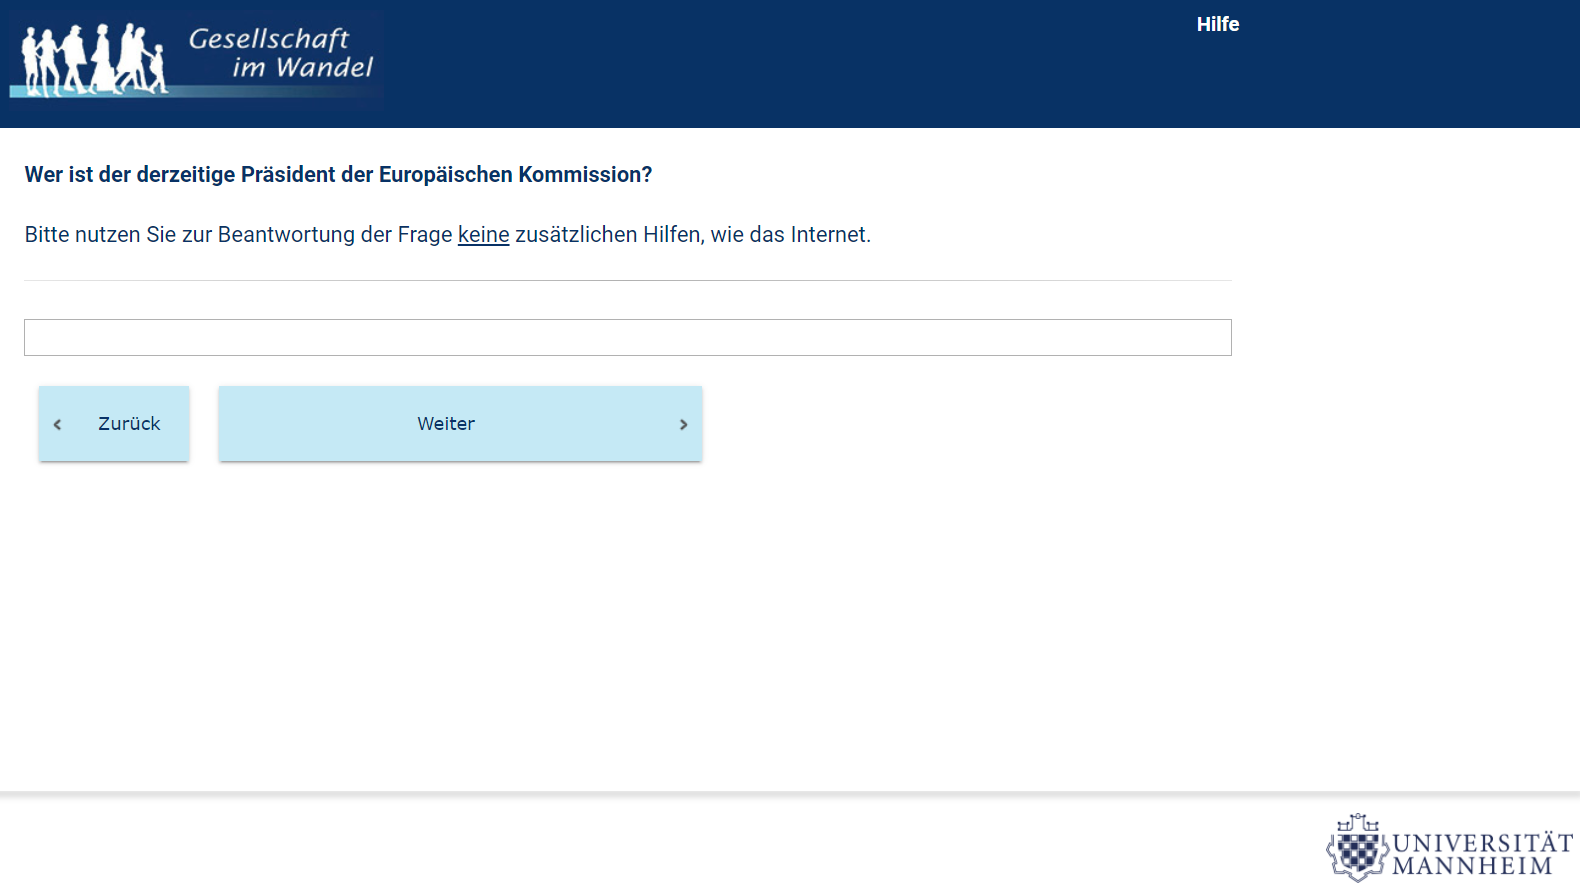 Gesellschaft
im Wandel
Hilfe
Wer ist der derzeitige Präsident der Europäischen Kommission?
Bitte nutzen Sie zur Beantwortung der Frage keine zusätzlichen Hilfen, wie das Internet.
Zurück
Weiter
UNIVERSITÄT
MANNHEIM